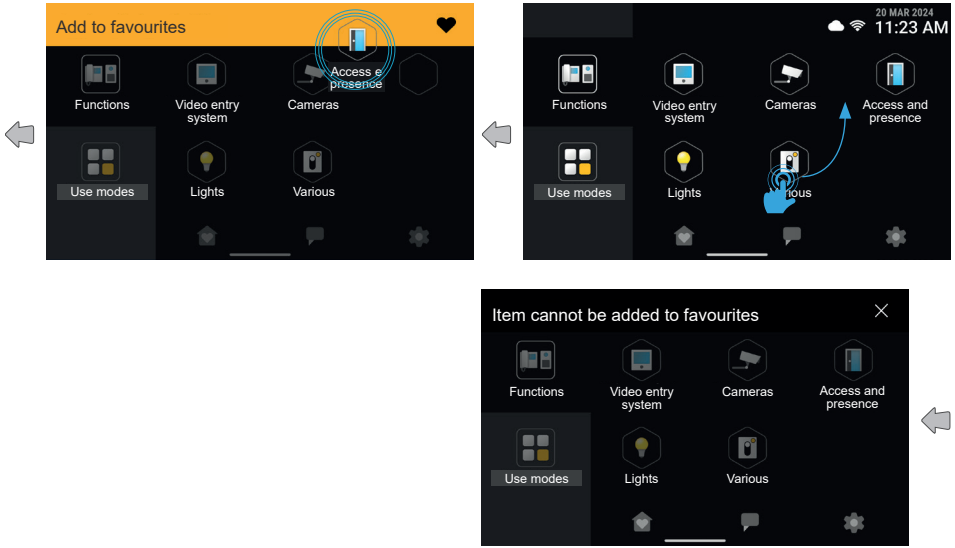 Add to favourites
Access e
presence
Functions
Video entry
system
Cameras
Use modes
Lights
Various
20 MAR 2024
11:23 AM
Functions
Video entry
system
Cameras
Access and
presence
Use modes
Lights
Various
Item cannot be added to favourites
Functions
Video entry
system
Cameras
Access and
presence
Use modes
Lights
Various